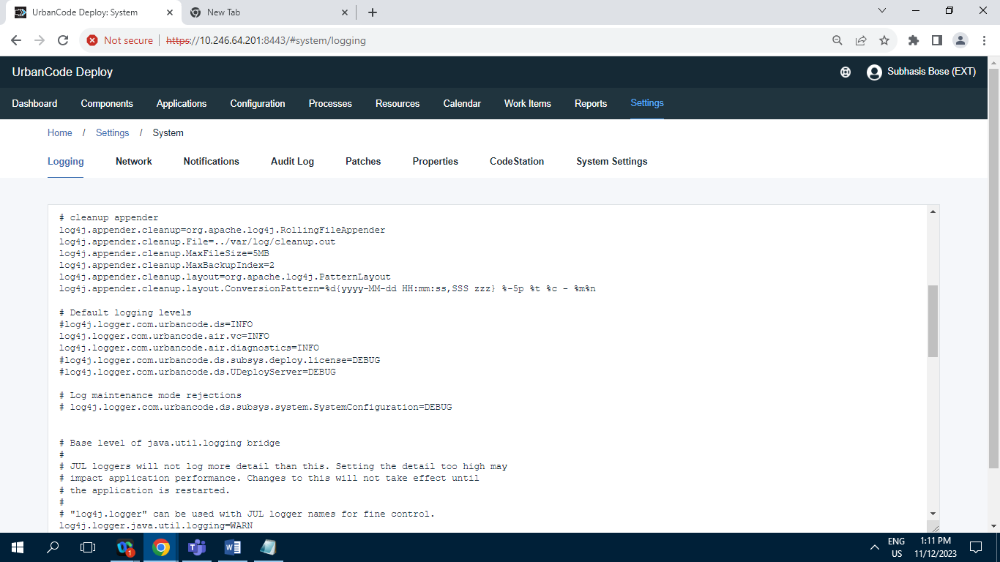 UrbanCode Deploy: System
New Tab
Not secure
https://10.246.64.201:8443/#system/logging
UrbanCode Deploy
Subhasis Bose (EXT)
Dashboard Components Applications Configuration Processes Resources Calendar Work Items Reports Settings
Home / Settings / System
Logging Network Notifications Audit Log Patches Properties CodeStation System Settings
# cleanup appender
log4j.appender.cleanup=org.apache.log4j.RollingFileAppender
log4j.appender.cleanup.File=../var/log/cleanup.out
log4j.appender.cleanup.MaxFileSize=5MB
log4j.appender.cleanup.MaxBackupIndex=2
log4j.appender.cleanup.layout=org.apache.log4j.PatternLayout
log4j.appender.cleanup.layout.ConversionPattern=%d{yyyy-MM-dd HH:mm:ss,SSS zzz} %-5p %t %c - %m%n
# Default logging levels
#log4j.logger.com.urbancode.ds=INFO
log4j.logger.com.urbancode.air.vc=INFO
log4j.logger.com.urbancode.air.diagnostics=INFO
#log4j.logger.com.urbancode.ds.subsys.deploy.license=DEBUG
#log4j.logger.com.urbancode.ds.UDeployServer=DEBUG
# Log maintenance mode rejections
# log4j.logger.com.urbancode.ds.subsys.system.SystemConfiguration=DEBUG
# Base level of java.util.logging bridge
#
# JUL loggers will not log more detail than this. Setting the detail too high may
# impact application performance. Changes to this will not take effect until
# the application is restarted.
#
# "log4j.logger" can be used with JUL logger names for fine control.
log4j.logger.java.util.logging=WARN
1
ENG
US
1:11 PM
11/12/2023